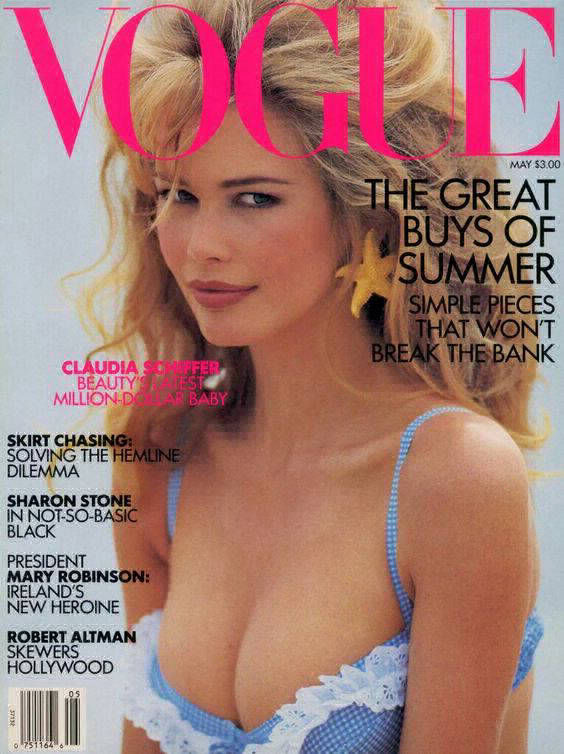 VOGUE
MAY $3.00
THE GREAT
BUYS OF
SUMMER
SIMPLE PIECES
THAT WON'T
BREAK THE BANK
CLAUDIA SCHIFFER
BEAUTY'S LATEST
MILLION-DOLLAR BABY
SKIRT CHASING:
SOLVING THE HEMLINE
DILEMMA
SHARON STONE
IN NOT-SO-BASIC
BLACK
PRESIDENT
MARY ROBINSON:
IRELAND'S
NEW HEROINE
ROBERT ALTMAN
SKEWERS
HOLLYWOOD
05
0 751164 6